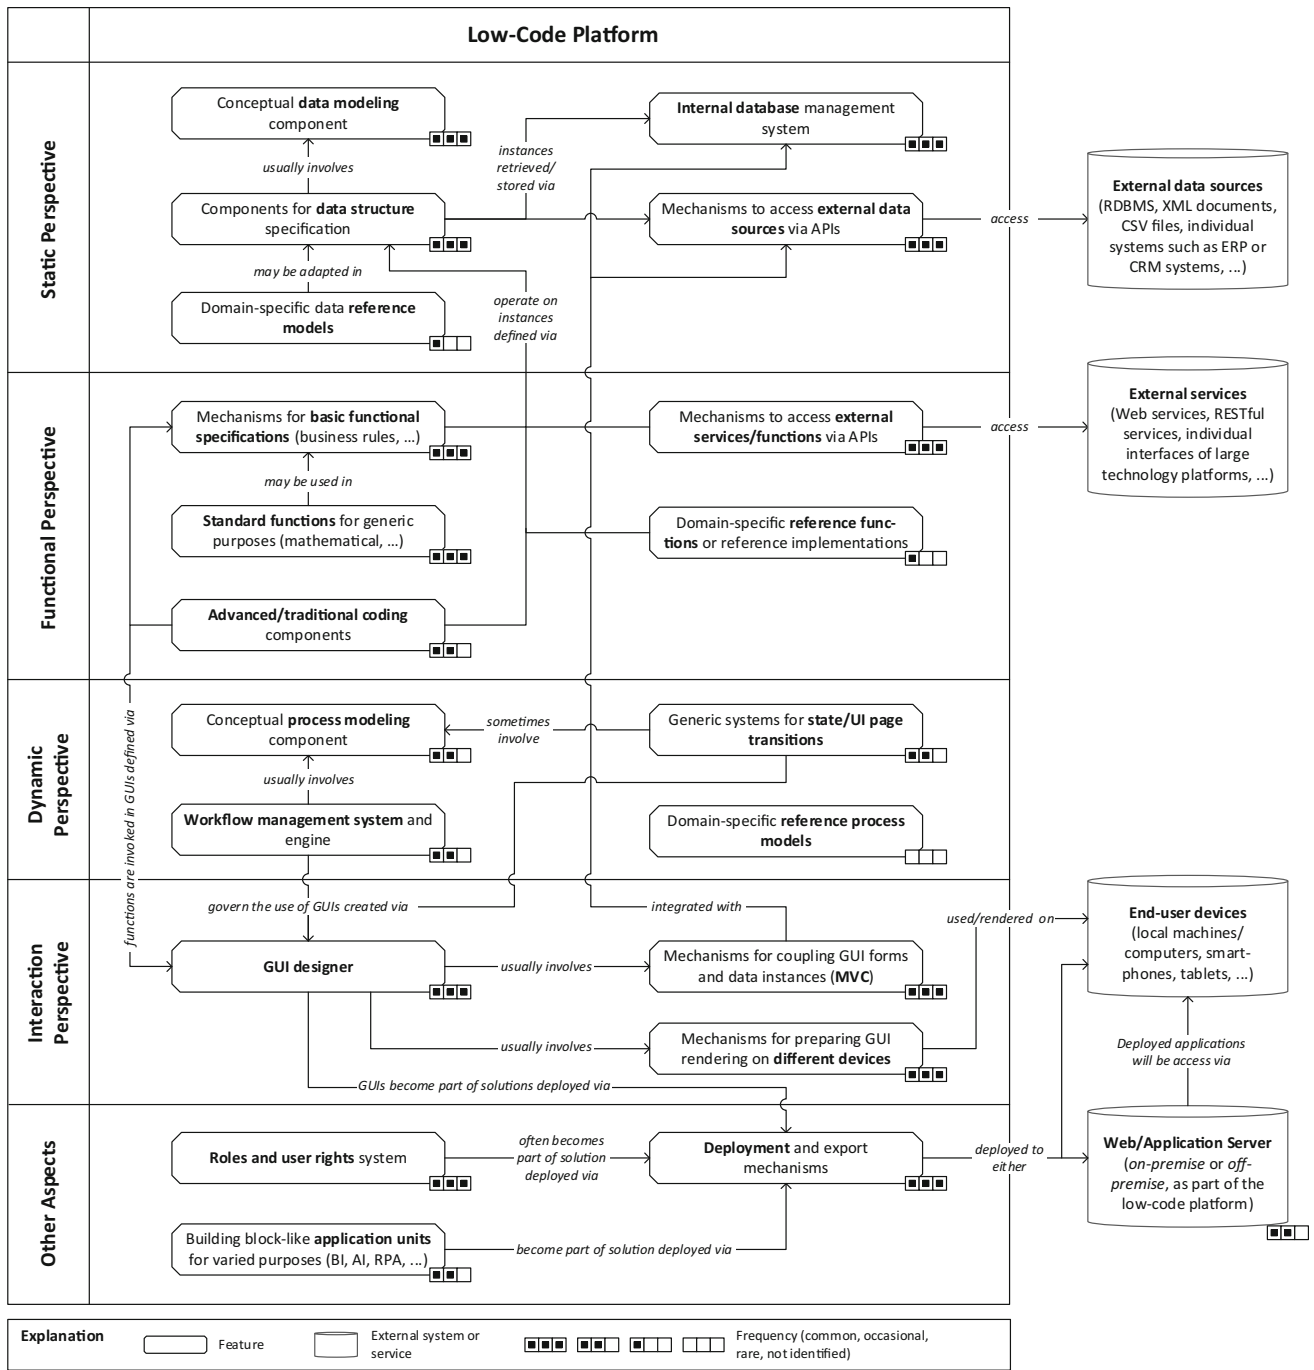 Low-Code Platform
Static Perspective
Conceptual data modeling
component
usually involves
Components for data structure
specification
may be adapted in
Domain-specific data reference
models
instances
retrieved/
stored via
operate on
instances
defined via
Internal database management
system
Mechanisms to access external data
sources via APIs
access
External data sources
(RDBMS, XML documents,
CSV files, individual
systems such as ERP or
CRM systems, ...)
Functional Perspective
Mechanisms for basic functional
specifications (business rules, ...)
may be used in
Standard functions for generic
purposes (mathematical, ...)
Advanced/traditional coding
components
Mechanisms to access external
services/functions via APIs
access
Domain-specific reference func-
tions or reference implementations
External services
(Web services, RESTful
services, individual
interfaces of large
technology platforms, ...)
Dynamic
Perspective
functions are invoked in GUIs defined via
Conceptual process modeling
component
usually involves
Workflow management system and
engine
sometimes
involve
Generic systems for state/UI page
transitions
Domain-specific reference process
models
Interaction
Perspective
govern the use of GUIs created via
GUI designer
usually involves
usually involves
GUIs become part of solutions deployed via
integrated with
Mechanisms for coupling GUI forms
and data instances (MVC)
Mechanisms for preparing GUI
rendering on different devices
used/rendered on
End-user devices
(local machines/
computers, smart-
phones, tablets, ...)
Deployed applications
will be access via
Other Aspects
Roles and user rights system
often becomes
part of solution
deployed via
Deployment and export
mechanisms
deployed to
either
Web/Application Server
(on-premise or off-
premise, as part of the
low-code platform)
Building block-like application units
for varied purposes (BI, AI, RPA, ...)
become part of solution deployed via
Explanation
Feature
External system or
service
Frequency (common, occasional,
rare, not identified)